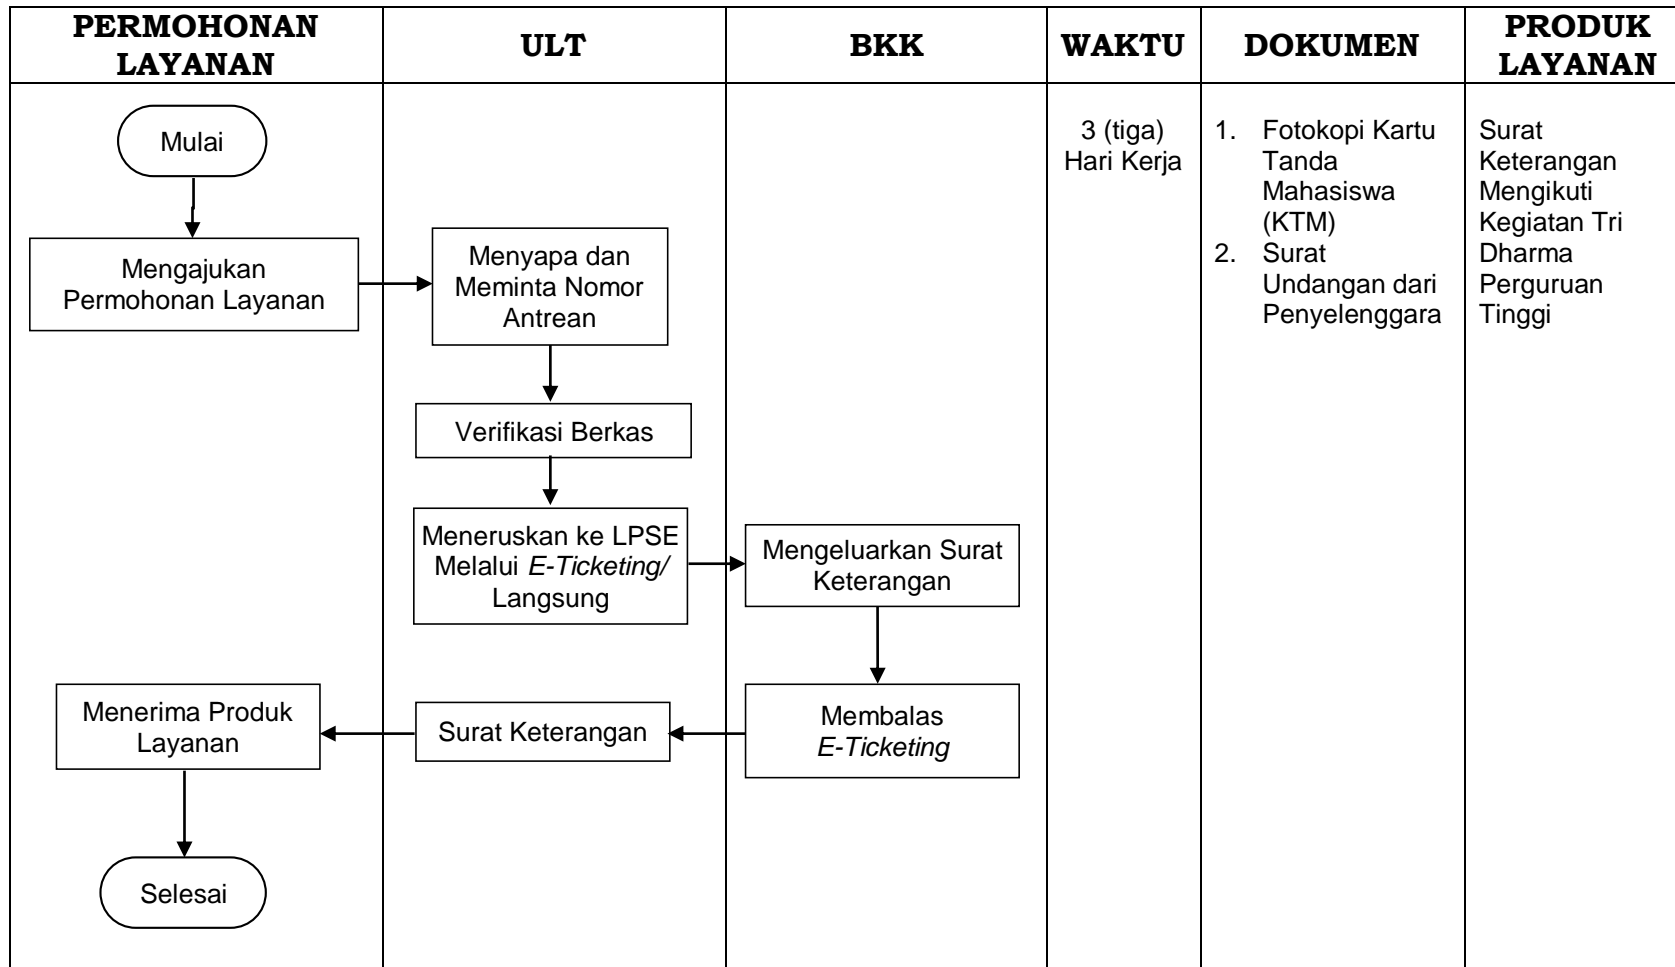 PERMOHONAN
LAYANAN
ULT
BKK
WAKTU
DOKUMEN
PRODUK
LAYANAN
Mulai
Mengajukan
Permohonan Layanan
Menyapa dan
Meminta Nomor
Antrean
Verifikasi Berkas
Meneruskan ke LPSE
Melalui E-Ticketing/
Langsung
Mengeluarkan Surat
Keterangan
Membalas
E-Ticketing
Surat Keterangan
Menerima Produk
Layanan
Selesai
3 (tiga)
Hari Kerja
1. Fotokopi Kartu
Tanda
Mahasiswa
(KTM)
2. Surat
Undangan dari
Penyelenggara
Surat
Keterangan
Mengikuti
Kegiatan Tri
Dharma
Perguruan
Tinggi